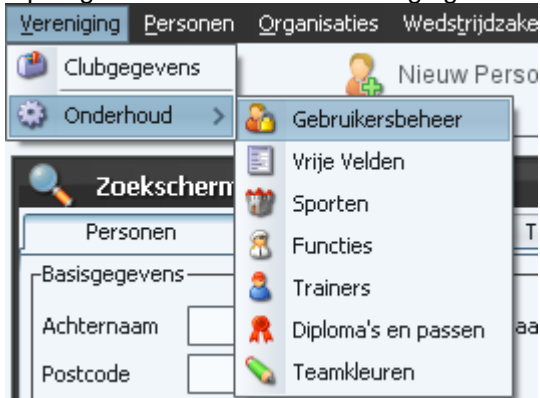 Vereniging Personen Organisaties Wedstrijdzake
Clubgegevens
Nieuw Perso
Onderhoud
Gebruikersbeheer
Vrije Velden
Zoekscherm
Sporten
Personen
Functies
Basisgegevens
Trainers
Achternaam
Diploma's en passen
Postcode
Teamkleuren